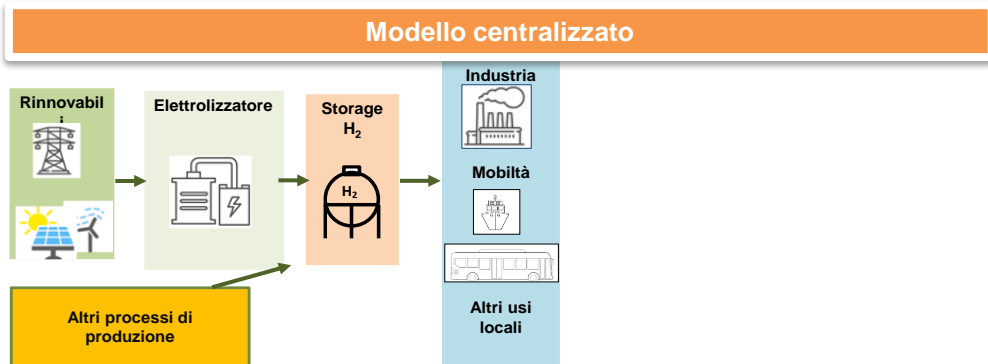 Modello centralizzato
Rinnovabil
i
Elettrolizzatore
Storage
H₂
H₂
Industria
Mobiltà
Altri usi
locali
Altri processi di
produzione